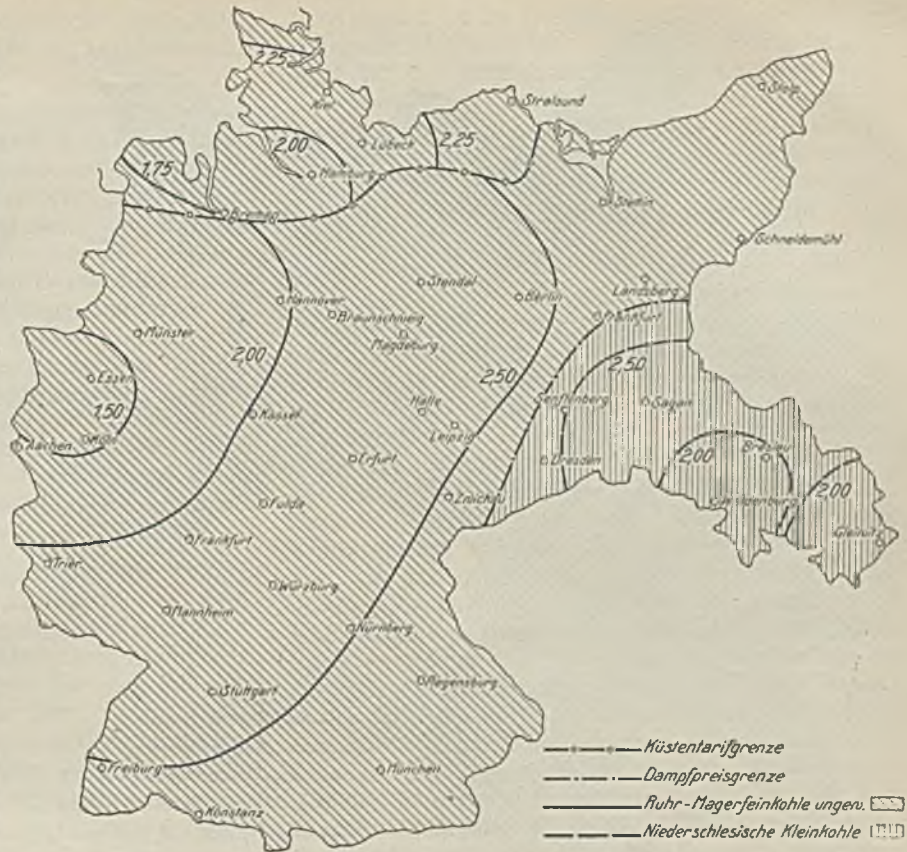 2.25
Kiel
Stralsund
Stolp
Lübeck
2,25
2,00
Hamburg
1,75
Bremen
Stettin
Schneidemühl
Stendal
Landsberg
Hannover
Berlin
Braunschweig
Frankfurt
Münster
Magdeburg
2,00
2,50
2,50
Essen
Halle
Senftenberg
Sagan
1,50
Kassel
Leipzig
Köln
Aachen
Erfurt
Dresden
2,00
Breslau
Zwickau
Waldenburg
2,00
Fulda
Gleiwitz
Frankfurt
Trier
Würzburg
Mannheim
Nürnberg
Stuttgart
Regensburg
Freiburg
München
Konstanz
Küstentarifgrenze
Dampfpreisgrenze
Ruhr-Magerfeinkohle ungew.
Niederschlesische Kleinkohle